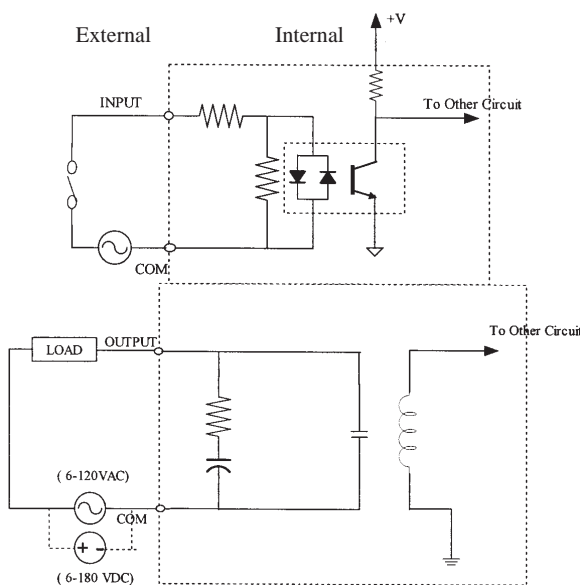 External Internal +V
INPUT
To Other Circuit
COM
LOAD OUTPUT To Other Circuit
( 6-120VAC)
COM
+ -
( 6-180 VDC)